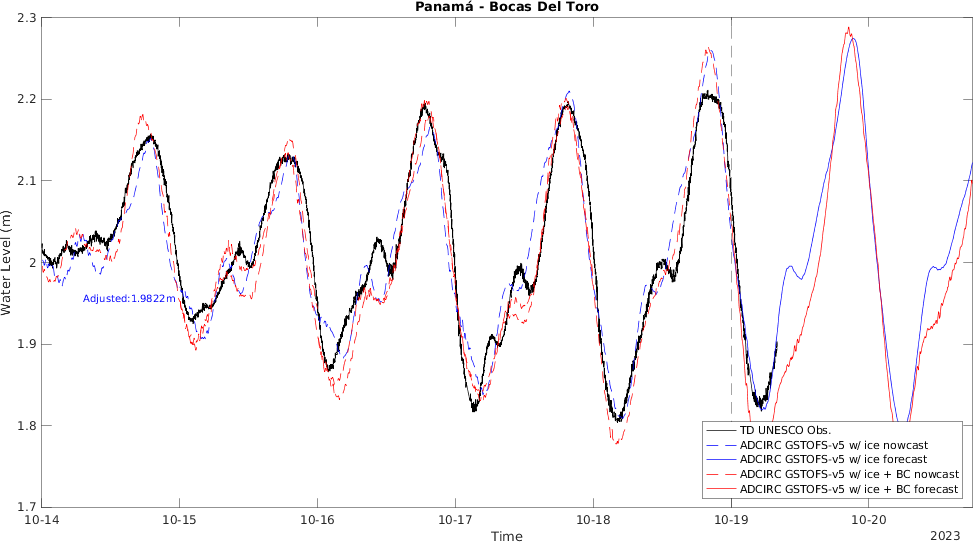 Panamá - Bocas Del Toro
2.3
2.2
2.1
2
1.9
1.8
1.7
Water Level (m)
Adjusted:1.9822m
TD UNESCO Obs.
ADCIRC GSTOFS-v5 w/ ice nowcast
ADCIRC GSTOFS-v5 w/ ice forecast
ADCIRC GSTOFS-v5 w/ ice + BC nowcast
ADCIRC GSTOFS-v5 w/ ice + BC forecast
10-14 10-15 10-16 10-17 10-18 10-19 10-20
Time
2023